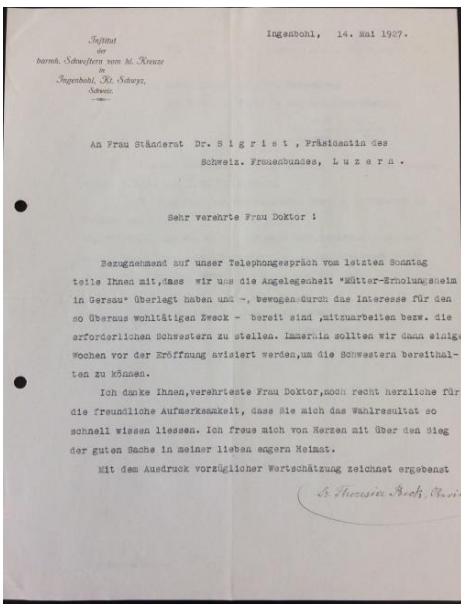 Institut
der
barmh. Schwestern vom hl. Kreuze
in
Ingenbohl, Kt. Schwyz,
Schweiz.
Ingenbohl, 14. Mai 1927.
An Frau Ständerat Dr. S i g r i s t , Präsidentin des
Schweiz. Frauenbundes, L u z e r n .
Sehr verehrte Frau Doktor !
Bezugnehmend auf unser Telephongespräch vom letzten Sonntag
teile Ihnen mit,dass wir uns die Angelegenheit "Mütter-Erholungsheim
in Gersau" überlegt haben und -, bewogen durch das Interesse für den
so überaus wohltätigen Zweck - bereit sind ,mitzuarbeiten bezw. die
erforderlichen Schwestern zu stellen. Immerhin sollten wir dann einige
Wochen vor der Eröffnung avisiert werden,um die Schwestern bereithal-
ten zu können.
Ich danke Ihnen,verehrteste Frau Doktor,noch recht herzliche für
die freundliche Aufmerksamkeit, dass Sie mich das Wahlresultat so
schnell wissen liessen. Ich freue mich von Herzen mit über den Sieg
der guten Sache in meiner lieben engern Heimat.
Mit dem Ausdruck vorzüglicher Wertschätzung zeichnet ergebenst
Sr. Theresia Beck,